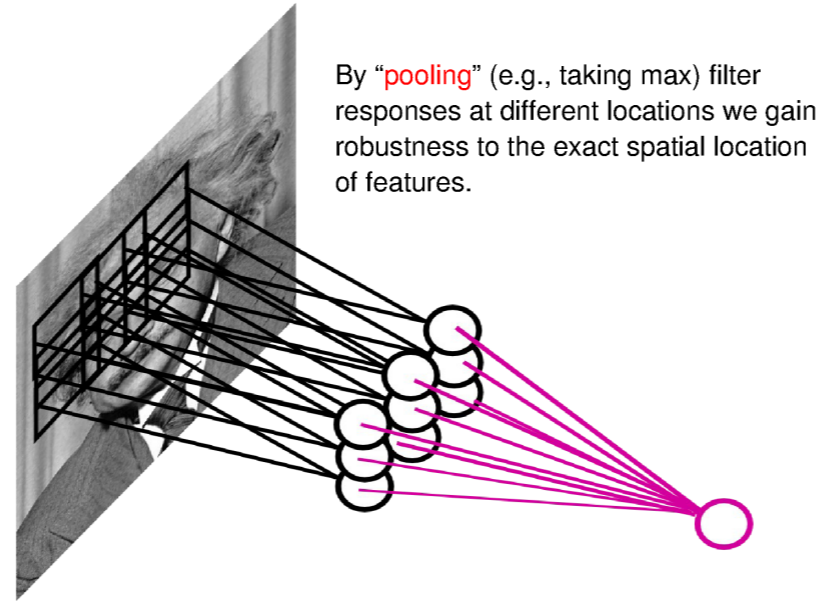 By “pooling” (e.g., taking max) filter
responses at different locations we gain
robustness to the exact spatial location
of features.